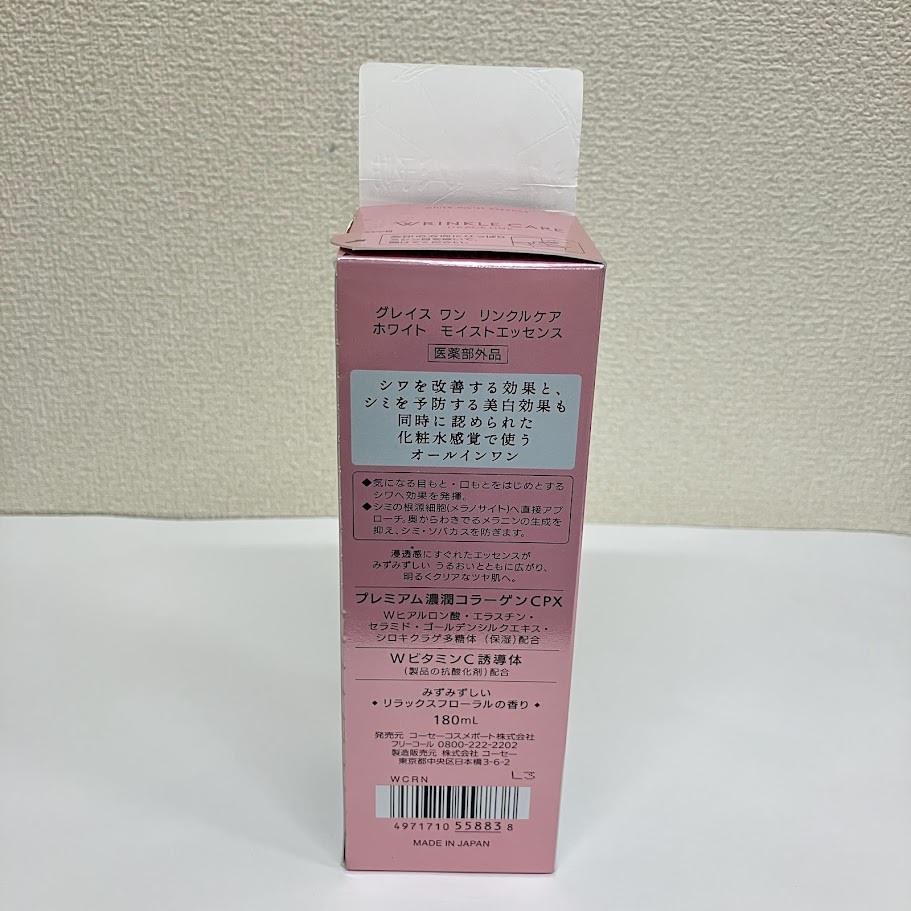 WRINKLE CARE
グレイス ワン リンクルケア
ホワイト モイストエッセンス
医薬部外品
シワを改善する効果と、
シミを予防する美白効果も
同時に認められた
化粧水感覚で使う
オールインワン
◆気になる目もと・口もとをはじめとする
シワへ効果を発揮。
◆シミの根源細胞(メラノサイト)へ直接アプ
ローチ。奥からわきでるメラニンの生成を
抑え、シミ・ソバカスを防ぎます。
浸透感にすぐれたエッセンスが
みずみずしい うるおいとともに広がり、
明るくクリアなツヤ肌へ。
プレミアム濃潤コラーゲンCPX
Wヒアルロン酸・エラスチン・
セラミド・ゴールデンシルクエキス・
シロキクラゲ多糖体 (保湿)配合
WビタミンC誘導体
(製品の抗酸化剤)配合
みずみずしい
◆ リラックスフローラルの香り ◆
180mL
発売元 コーセーコスメポート株式会社
フリーコール 0800-222-2202
製造販売元 株式会社 コーセー
東京都中央区日本橋3-6-2
WCRN
4971710 558838
MADE IN JAPAN